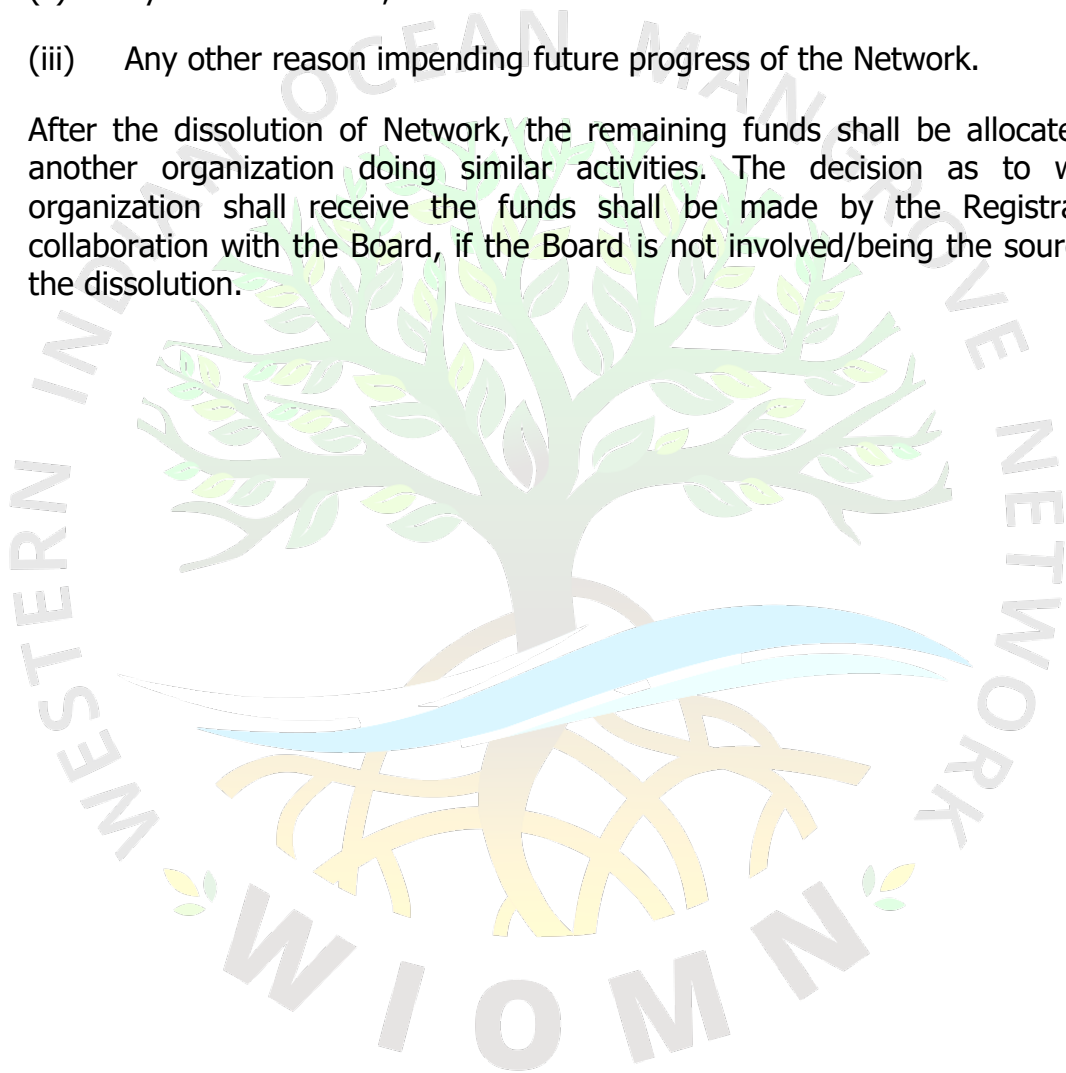 (iii) Any other reason impending future progress of the Network.
After the dissolution of Network, the remaining funds shall be allocate
another organization doing similar activities. The decision as to w
organization shall receive the funds shall be made by the Registra
collaboration with the Board, if the Board is not involved/being the sour
the dissolution.
WESTERN INDIAN OCEAN MANGROVE NETWORK
WIOMN